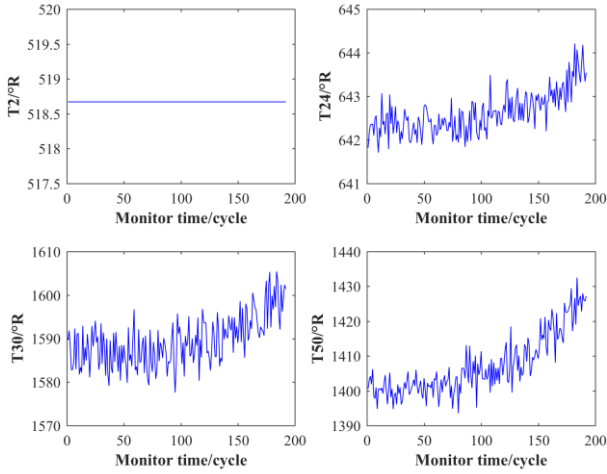 520
519.5
519
518.5
518
517.5
T2/°R
0 50 100 150 200
Monitor time/cycle
645
644
643
642
641
T24/°R
0 50 100 150 200
Monitor time/cycle
1610
1600
1590
1580
1570
T30/°R
0 50 100 150 200
Monitor time/cycle
1440
1430
1420
1410
1400
1390
T50/°R
0 50 100 150 200
Monitor time/cycle